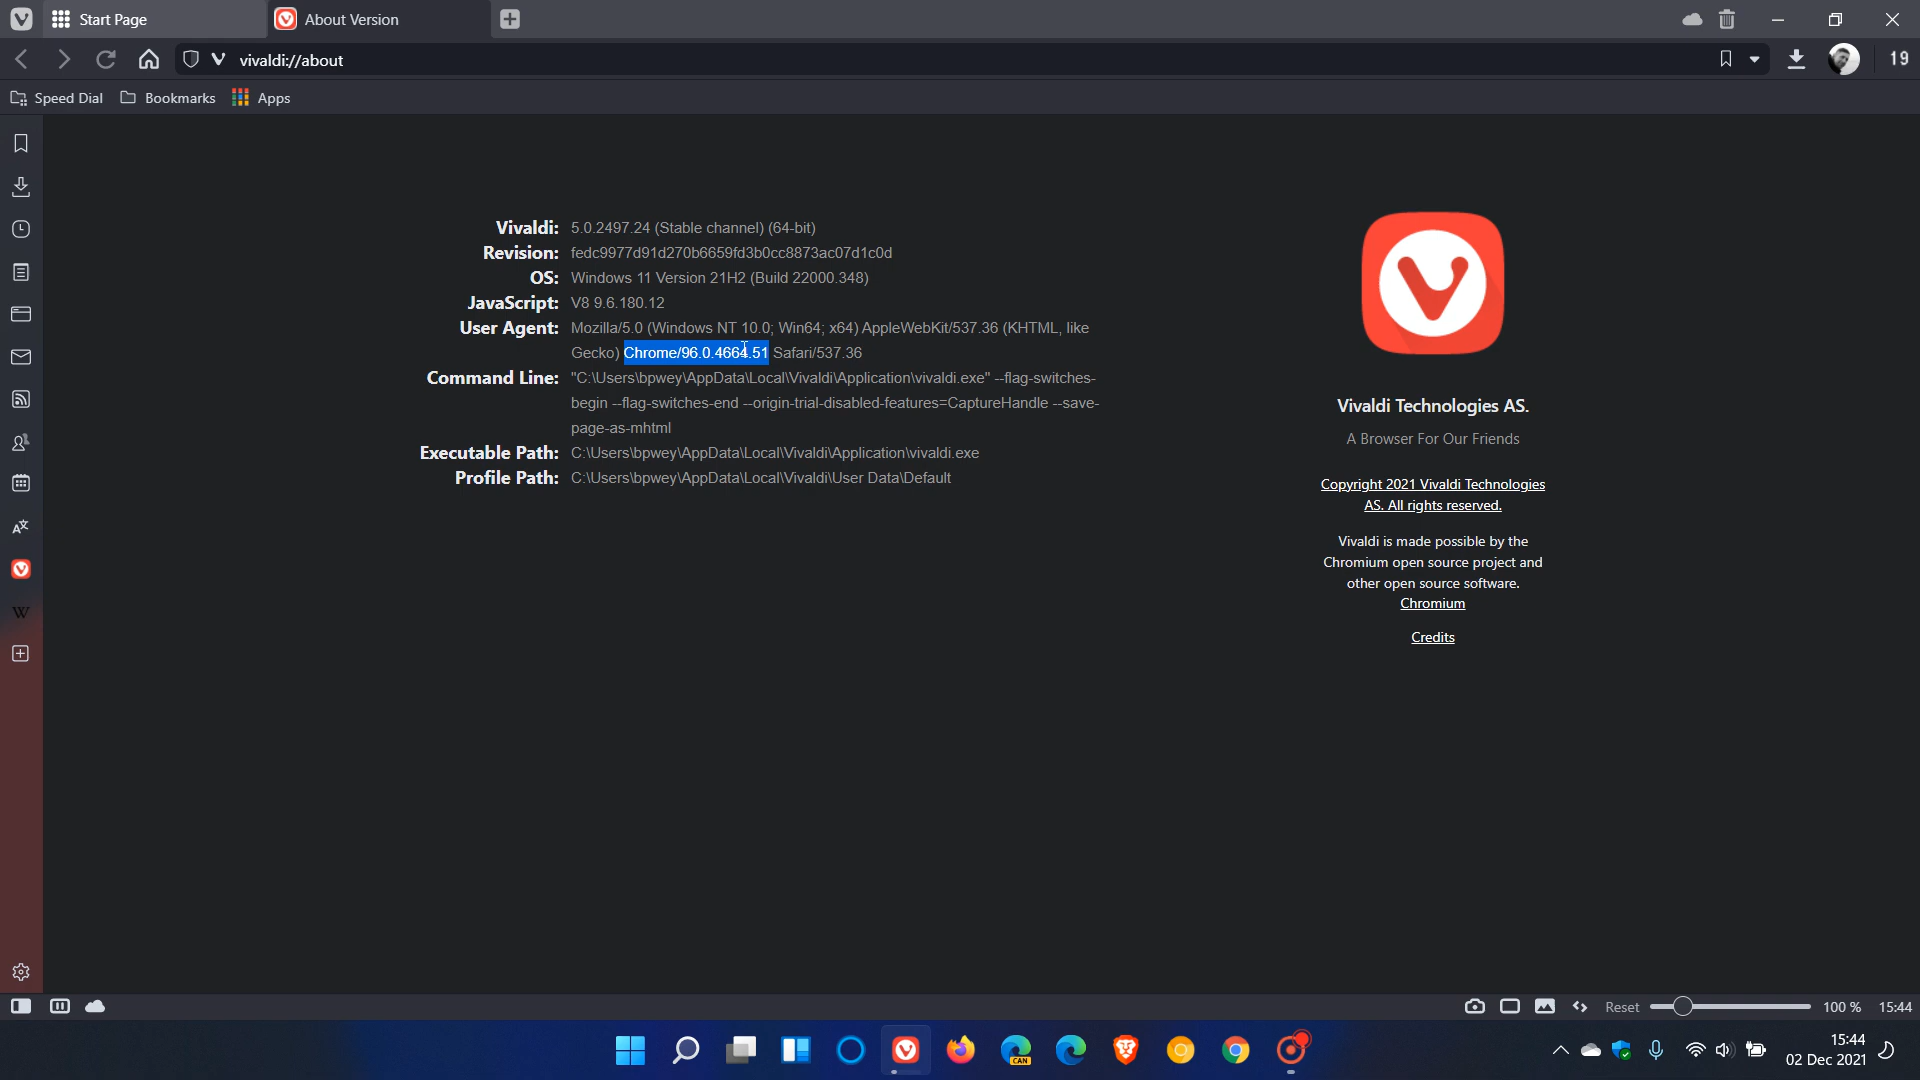 Start Page
About Version
vivaldi://about
19
Speed Dial
Bookmarks
Apps
Vivaldi: 5.0.2497.24 (Stable channel) (64-bit)
Revision: fedc9977d91d270b6659fd3b0cc8873ac07d1c0d
OS: Windows 11 Version 21H2 (Build 22000.348)
JavaScript: V8 9.6.180.12
User Agent: Mozilla/5.0 (Windows NT 10.0; Win64; x64) AppleWebKit/537.36 (KHTML, like
Gecko) Chrome/96.0.4664.51 Safari/537.36
Command Line: "C:\Users\bpwey\AppData\Local\Vivaldi\Application\vivaldi.exe" --flag-switches-
begin --flag-switches-end --origin-trial-disabled-features=CaptureHandle --save-
page-as-mhtml
Executable Path: C:\Users\bpwey\AppData\Local\Vivaldi\Application\vivaldi.exe
Profile Path: C:\Users\bpwey\AppData\Local\Vivaldi\User Data\Default
Vivaldi Technologies AS.
A Browser For Our Friends
Copyright 2021 Vivaldi Technologies
AS. All rights reserved.
Vivaldi is made possible by the
Chromium open source project and
other open source software.
Chromium
Credits
W
Reset
100 %
15:44
CAN
15:44
02 Dec 2021